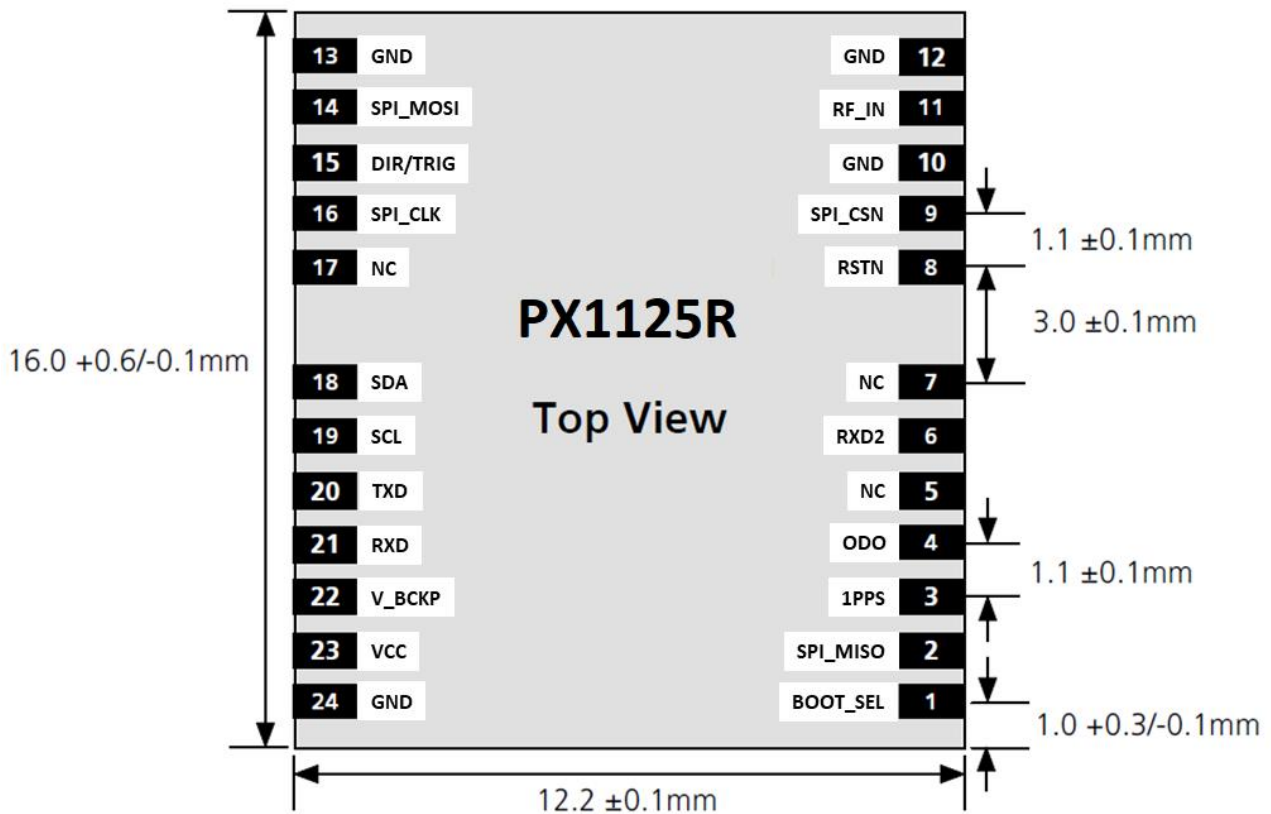 13 GND GND 12
14 SPI_MOSI RF_IN 11
15 DIR/TRIG GND 10
16 SPI_CLK SPI_CSN 9
1.1 ±0.1mm
17 NC RSTN 8
PX1125R
3.0 ±0.1mm
16.0 +0.6/-0.1mm
18 SDA NC 7
Top View
19 SCL RXD2 6
20 TXD NC 5
21 RXD ODO 4
1.1 ±0.1mm
22 V_BCKP 1PPS 3
23 VCC SPI_MISO 2
24 GND BOOT_SEL 1
1.0 +0.3/-0.1mm
12.2 ±0.1mm